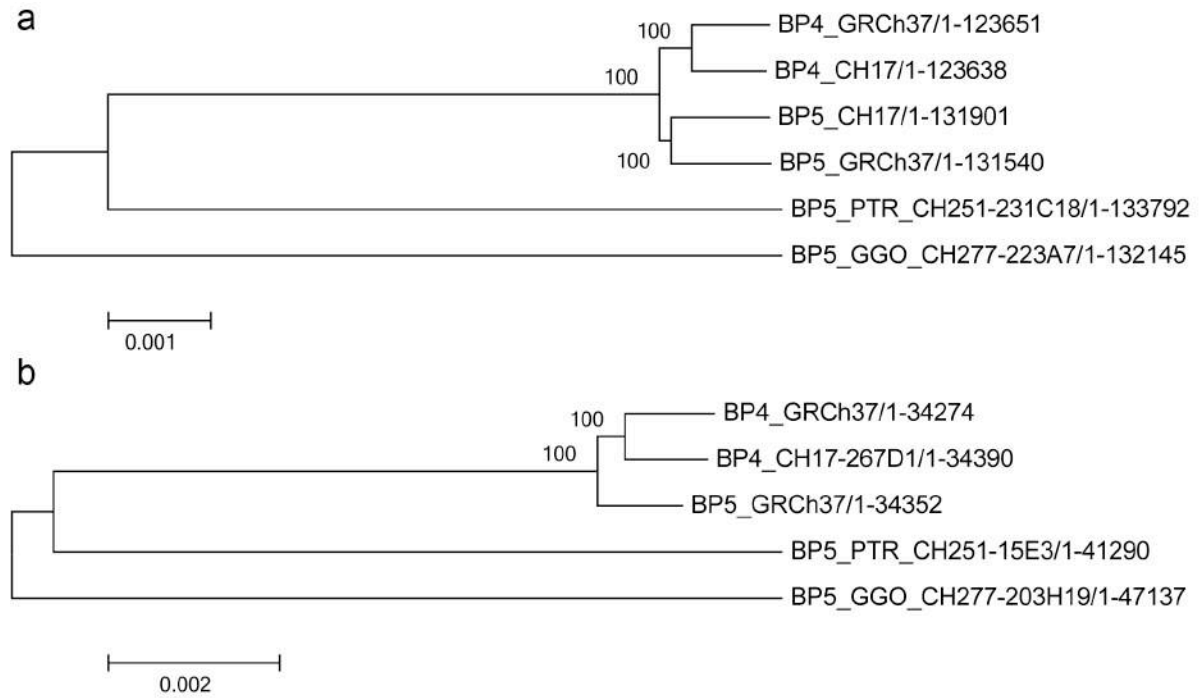 a
BP4_GRCh37/1-123651
100
BP4_CH17/1-123638
100
BP5_CH17/1-131901
BP5_GRCh37/1-131540
100
BP5_PTR_CH251-231C18/1-133792
BP5_GGO_CH277-223A7/1-132145
0.001
b
BP4_GRCh37/1-34274
100
BP4_CH17-267D1/1-34390
100
BP5_GRCh37/1-34352
BP5_PTR_CH251-15E3/1-41290
BP5_GGO_CH277-203H19/1-47137
0.002